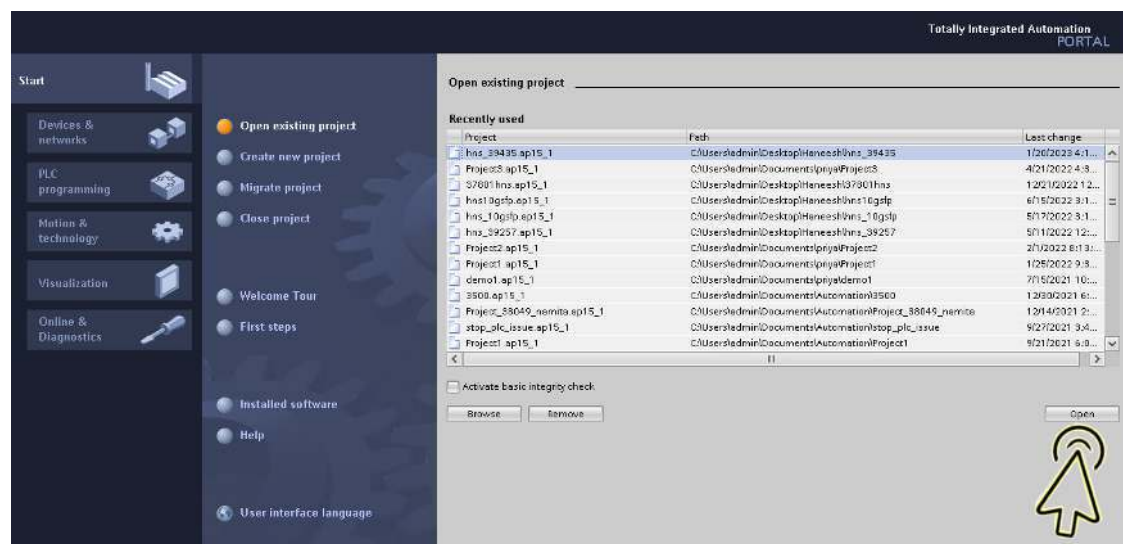 Totally Integrated Automation
PORTAL
Start
Devices &
networks
PLC
programming
Motion &
technology
Visualization
Online &
Diagnostics
Open existing project
Create new project
Migrate project
Close project
Welcome Tour
First steps
Installed software
Help
User interface language
Open existing project
Recently used
Project Path Last change
hns_39435.ap15_1 C:\Users\admin\Desktop\Haneesh\hns_39435 1/20/2023 4:1...
Project3.ap15_1 C:\Users\admin\Documents\priya\Project3 4/21/2022 4:3...
37801hns.ap15_1 C:\Users\admin\Desktop\Haneesh\37801hns 12/21/2022 12...
hns10gsfp.ap15_1 C:\Users\admin\Desktop\Haneesh\hns10gsfp 6/15/2022 3:1...
hns_10gsfp.ap15_1 C:\Users\admin\Desktop\Haneesh\hns_10gsfp 5/17/2022 3:1...
hns_39257.ap15_1 C:\Users\admin\Desktop\Haneesh\hns_39257 5/11/2022 12:...
Project2.ap15_1 C:\Users\admin\Documents\priya\Project2 2/1/2022 8:13:...
Project1.ap15_1 C:\Users\admin\Documents\priya\Project1 1/25/2022 9:3...
demo1.ap15_1 C:\Users\admin\Documents\priya\demo1 7/15/2021 10:...
3500.ap15_1 C:\Users\admin\Documents\Automation\3500 12/30/2021 6:...
Project_38049_namita.ap15_1 C:\Users\admin\Documents\Automation\Project_38049_namita 12/14/2021 2:...
stop_plc_issue.ap15_1 C:\Users\admin\Documents\Automation\stop_plc_issue 9/27/2021 3:4...
Project1.ap15_1 C:\Users\admin\Documents\Automation\Project1 9/21/2021 6:0...
Activate basic integrity check
Browse Remove Open